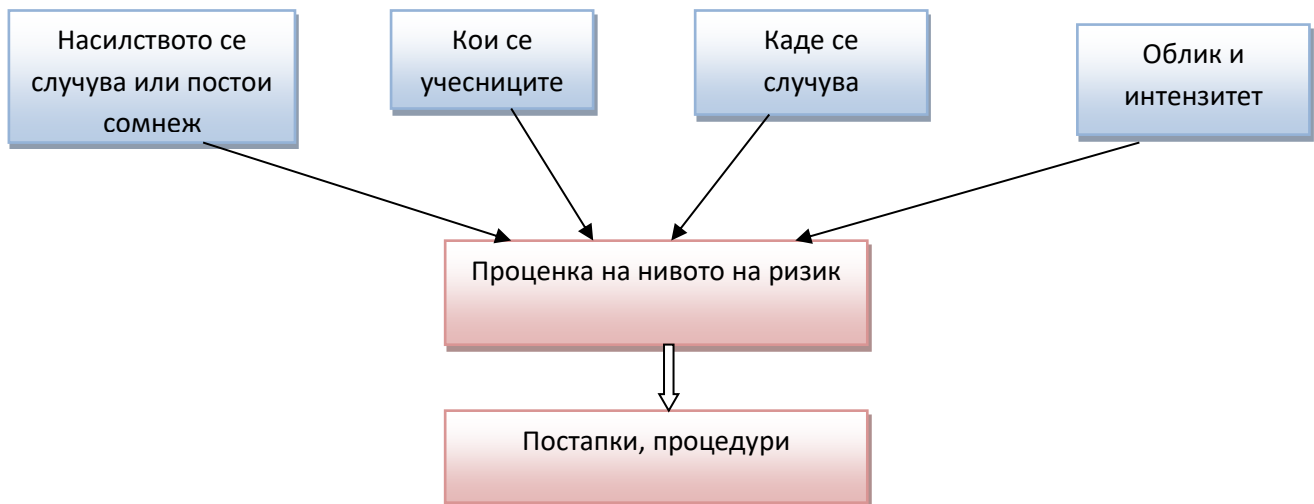 Насилството се
случува или постои
сомнеж
Кои се
учесниците
Каде се
случува
Облик и
интензитет
Проценка на нивото на ризик
Постапки, процедури